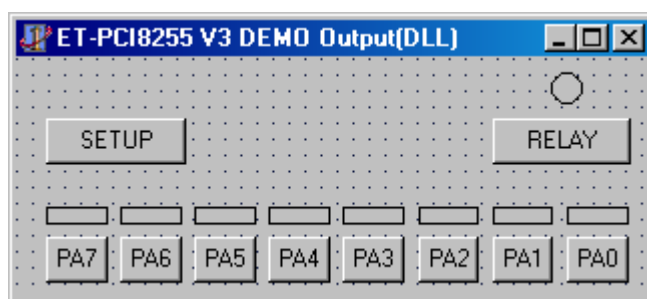 ET-PCI8255 V3 DEMO Output(DLL)
SETUP RELAY
PA7 PA6 PA5 PA4 PA3 PA2 PA1 PA0